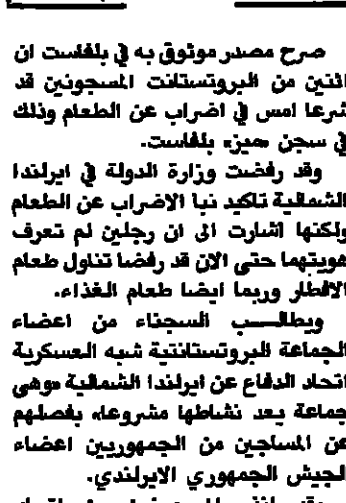 صرح مصدر موثوق به في بلفاست ان
اثنين من البروتستانت المسجونين قد
شرعا امس في اضراب عن الطعام وذلك
في سجن «ميز» بلفاست.
وقد رفضت وزارة الدولة في ايرلندا
الشمالية تاكيد نبا الاضراب عن الطعام
ولكنها اشارت الى ان رجلين لم تعرف
هويتهما حتى الان قد رفضا تناول طعام
الافطار وربما ايضا طعام الغذاء.
ويطالب السجناء من اعضاء
الجماعة البروتستانتية شبه العسكرية
اتحاد الدفاع عن ايرلندا الشمالية «وهي
جماعة يعد نشاطها مشروعا» بفصلهم
عن المساجين من الجمهوريين اعضاء
الجيش الجمهوري الايرلندي.